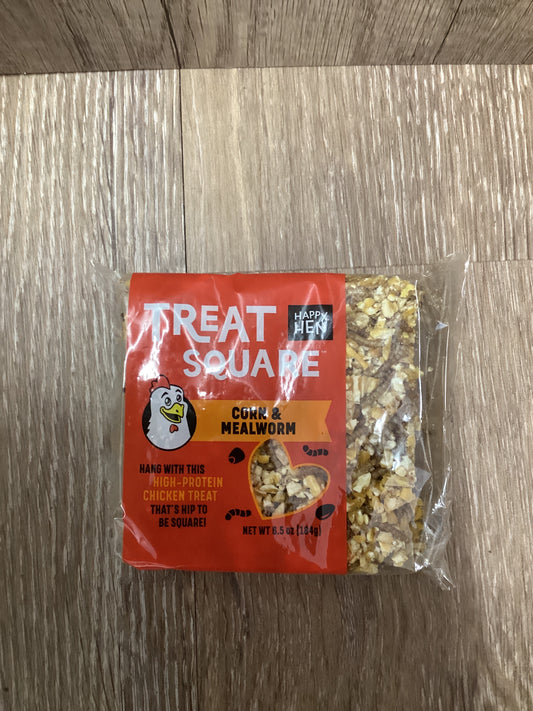 TREAT
SQUARE™
HAPPY
HEN
CORN &
MEALWORM
HANG WITH THIS
HIGH-PROTEIN
CHICKEN TREAT
THAT'S HIP TO
BE SQUARE!
NET WT 6.5 oz (184g)